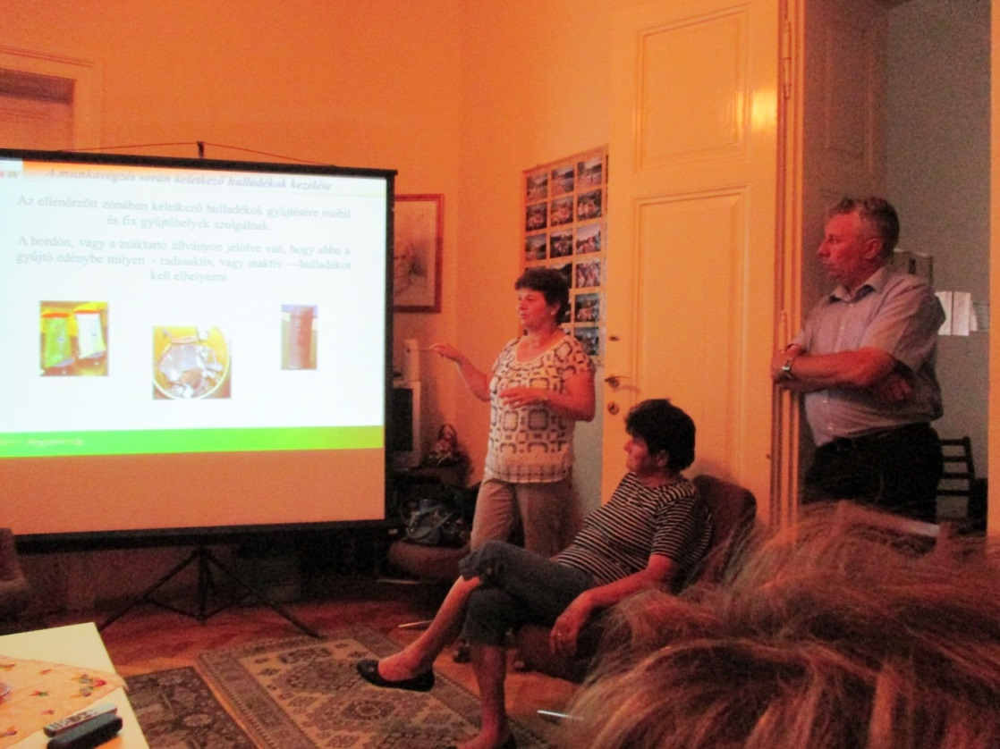 A munkavégzés során keletkező hulladékok kezelése
Az ellenőrzött zónában keletkező hulladékok gyűjtésére mobil
és fix gyűjtőhelyek szolgálnak.
A hordón, vagy a zsáktartó állványon jelölve van, hogy abba a
gyűjtő edénybe milyen - radioaktív, vagy inaktív —hulladékot
kell elhelyezni